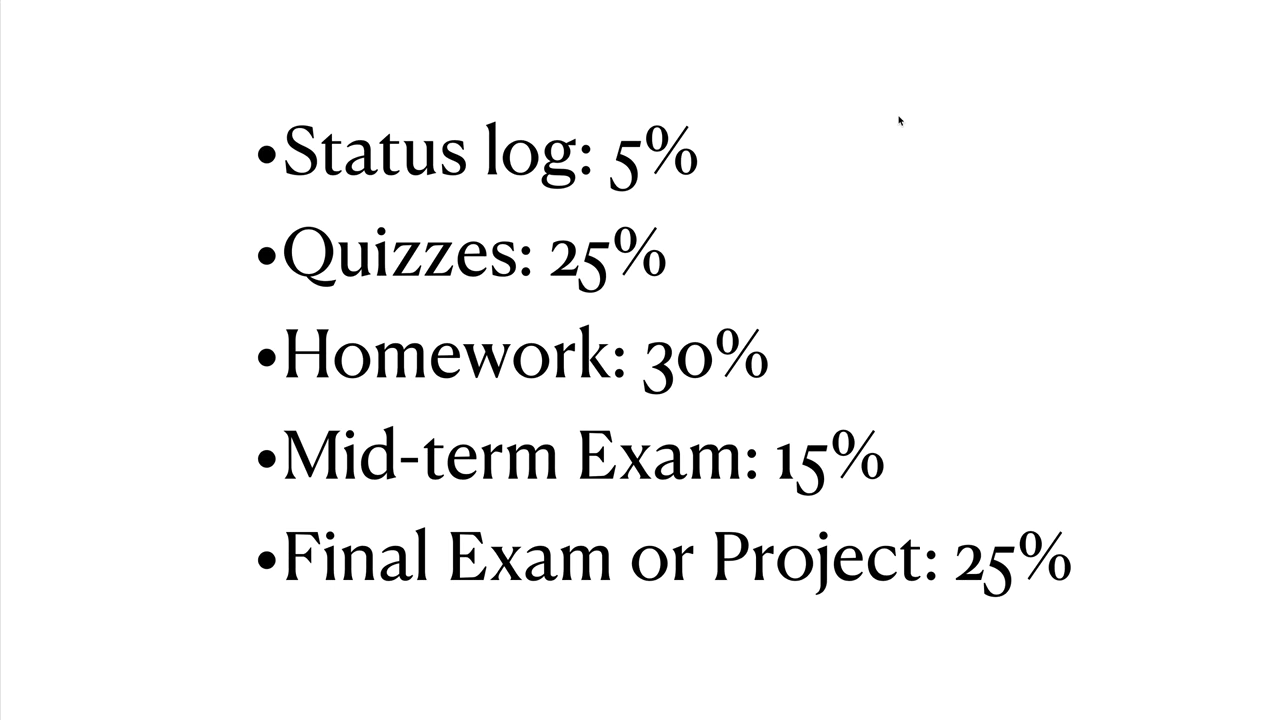 •Status log: 5%
•Quizzes: 25%
•Homework: 30%
•Mid-term Exam: 15%
•Final Exam or Project: 25%